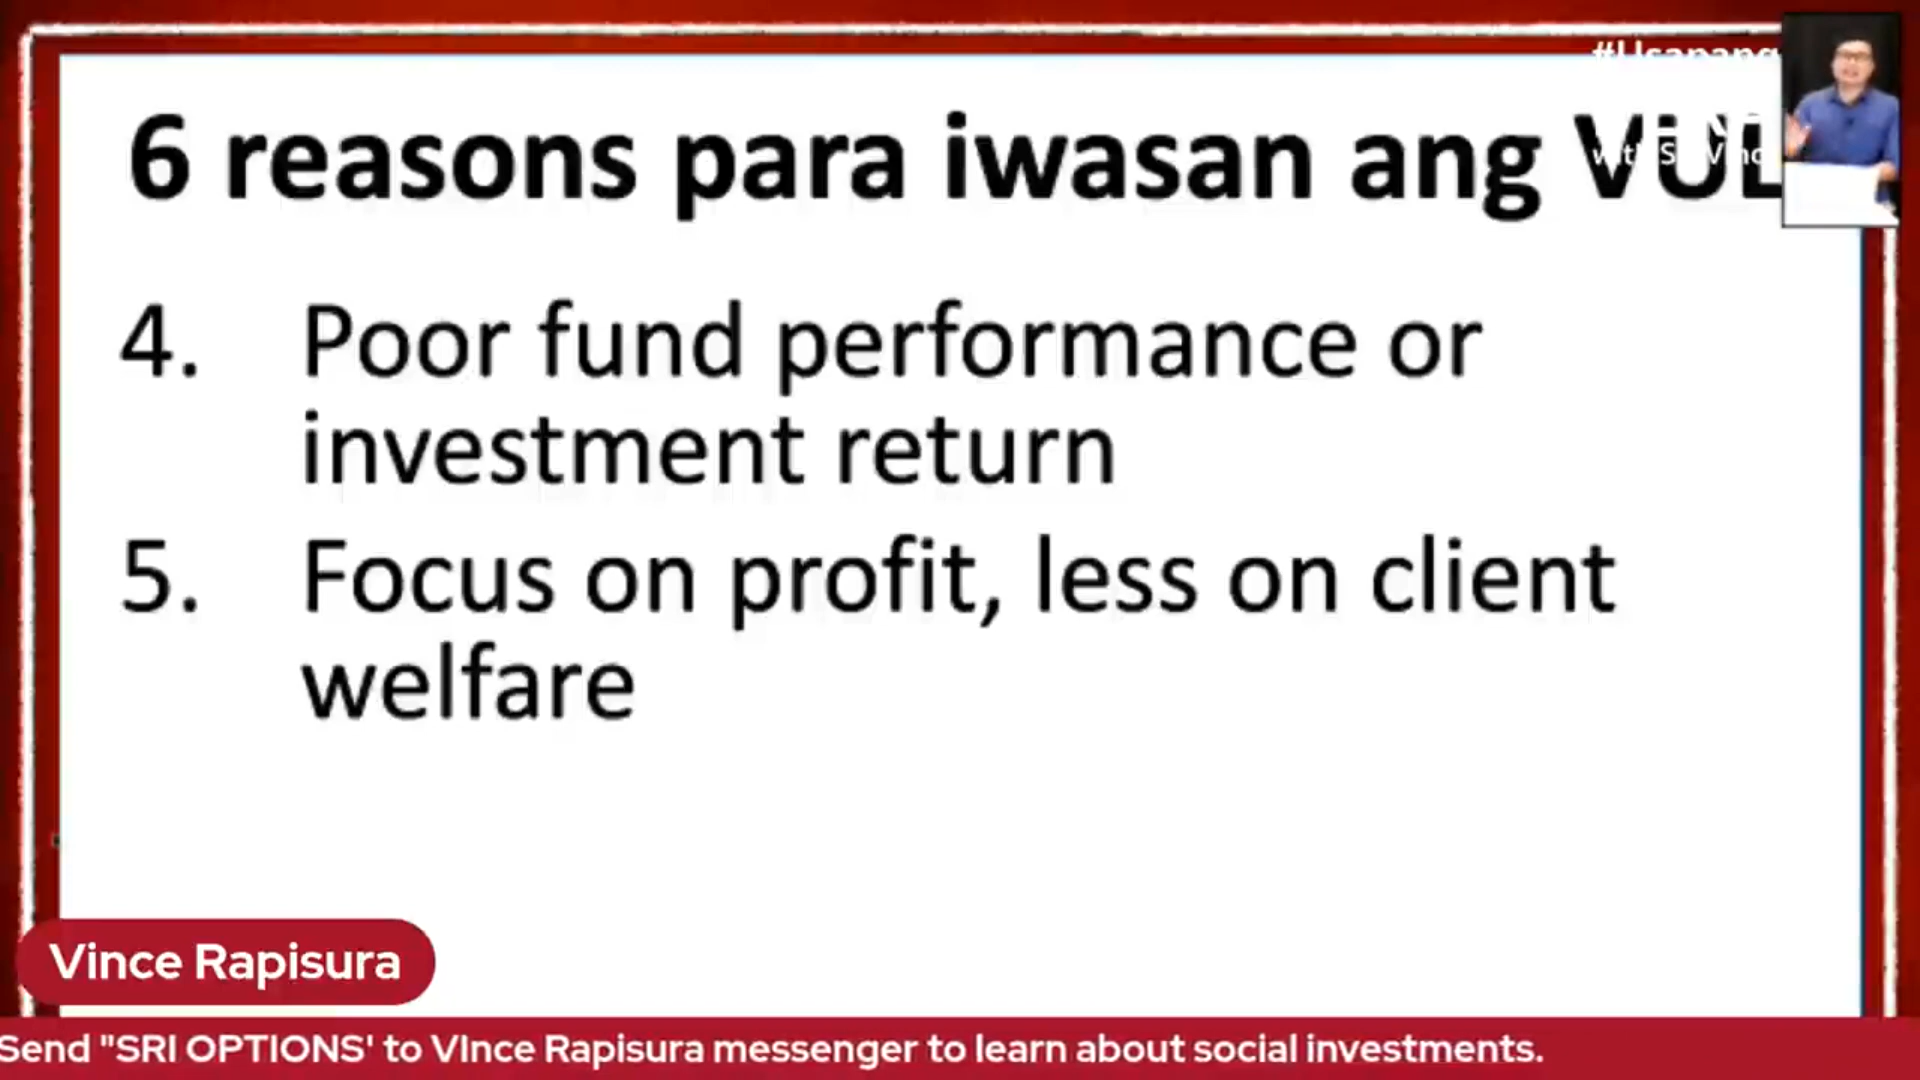 #Usapang
6 reasons para iwasan ang VUL
4. Poor fund performance or
investment return
5. Focus on profit, less on client
welfare
Vince Rapisura
Send "SRI OPTIONS' to VInce Rapisura messenger to learn about social investments.